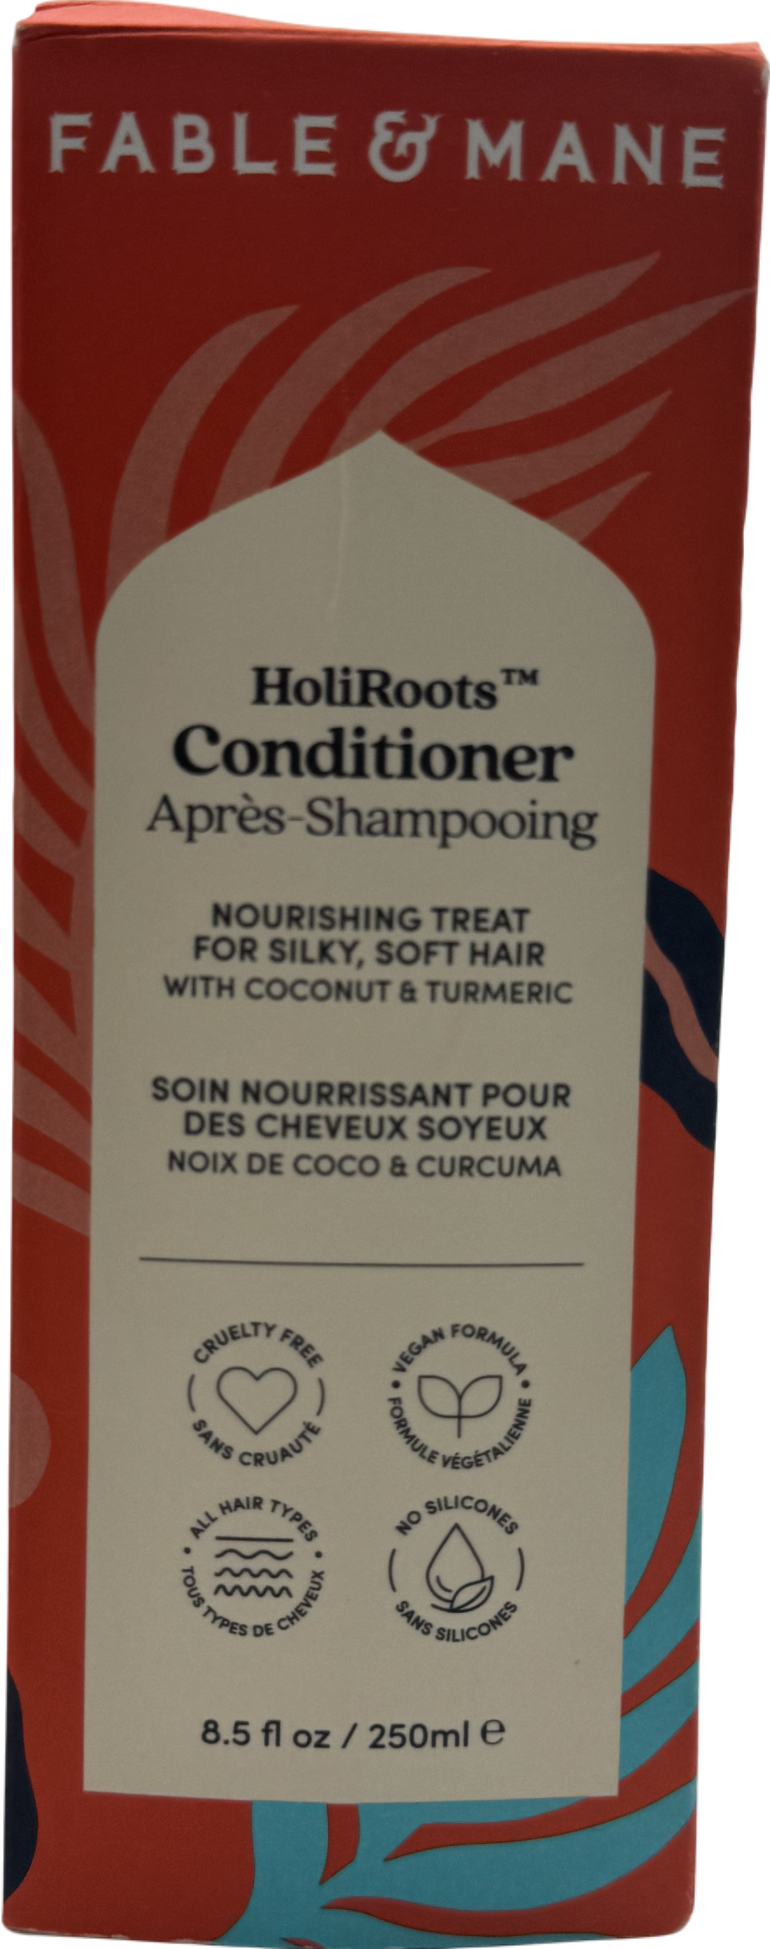 FABLE & MANE
HoliRoots™
Conditioner
Après-Shampooing
NOURISHING TREAT
FOR SILKY, SOFT HAIR
WITH COCONUT & TURMERIC
SOIN NOURRISSANT POUR
DES CHEVEUX SOYEUX
NOIX DE COCO & CURCUMA
CRUELTY FREE
SANS CRUAUTÉ
• VEGAN FORMULA •
FORMULE VÉGÉTALIENNE
• ALL HAIR TYPES •
TOUS TYPES DE CHEVEUX
NO SILICONES
SANS SILICONES
8.5 fl oz / 250ml ℮